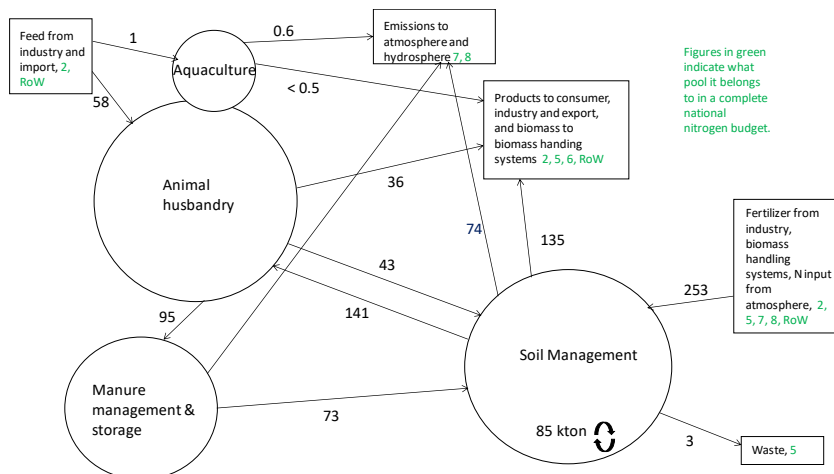 Feed from
industry and
import, 2,
RoW
1
58
Aquaculture
0.6
< 0.5
Emissions to
atmosphere and
hydrosphere 7, 8
Products to consumer,
industry and export,
and biomass to
biomass handing
systems 2, 5, 6, RoW
Figures in green
indicate what
pool it belongs
to in a complete
national
nitrogen budget.
Animal
husbandry
36
74
135
43
141
95
Fertilizer from
industry,
biomass
handling
systems, N input
from
atmosphere, 2,
5, 7, 8, RoW
253
Soil Management
85 kton
Manure
management &
storage
73
3
Waste, 5